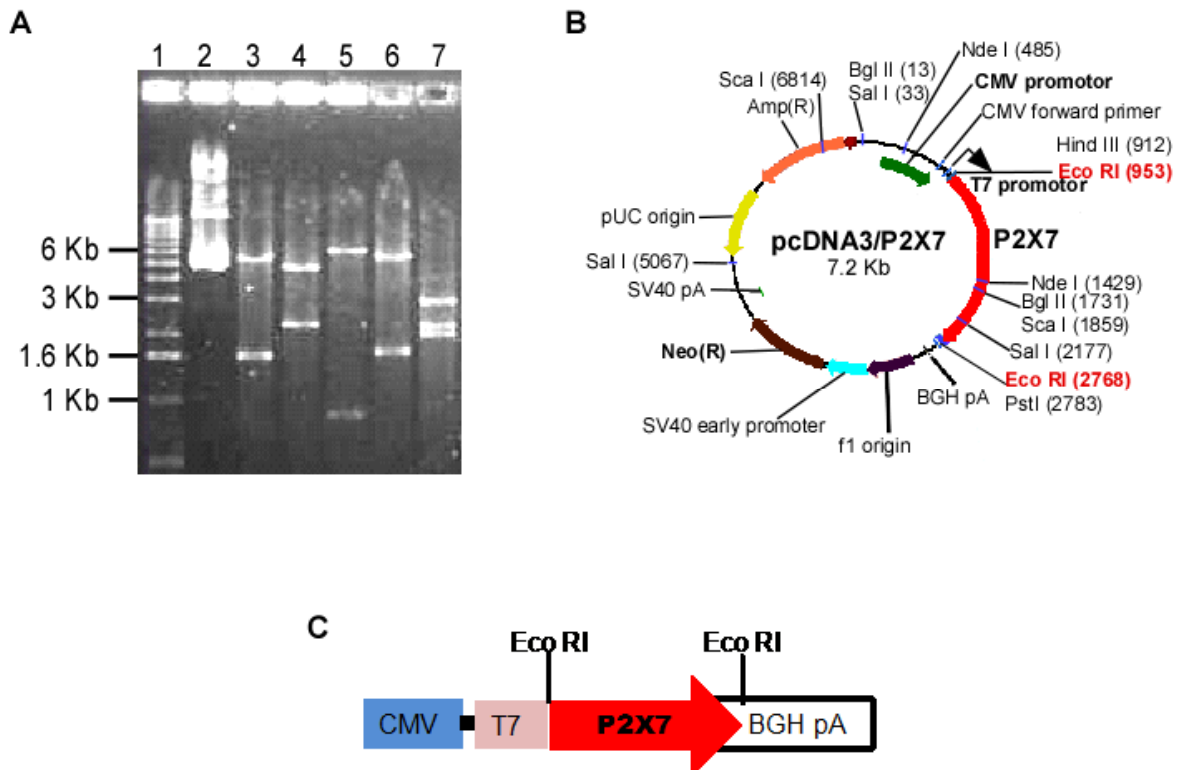 A
1 2 3 4 5 6 7
6 Kb
3 Kb
1.6 Kb
1 Kb
B
Nde I (485)
Bgl II (13)
Sal I (33)
CMV promotor
Sca I (6814)
Amp(R)
CMV forward primer
Hind III (912)
Eco RI (953)
T7 promotor
pUC origin
pcDNA3/P2X7
7.2 Kb
P2X7
Sal I (5067)
SV40 pA
Nde I (1429)
Bgl II (1731)
Sca I (1859)
Sal I (2177)
Neo(R)
Eco RI (2768)
PstI (2783)
BGH pA
SV40 early promoter
f1 origin
C
Eco RI Eco RI
CMV T7 P2X7 BGH pA